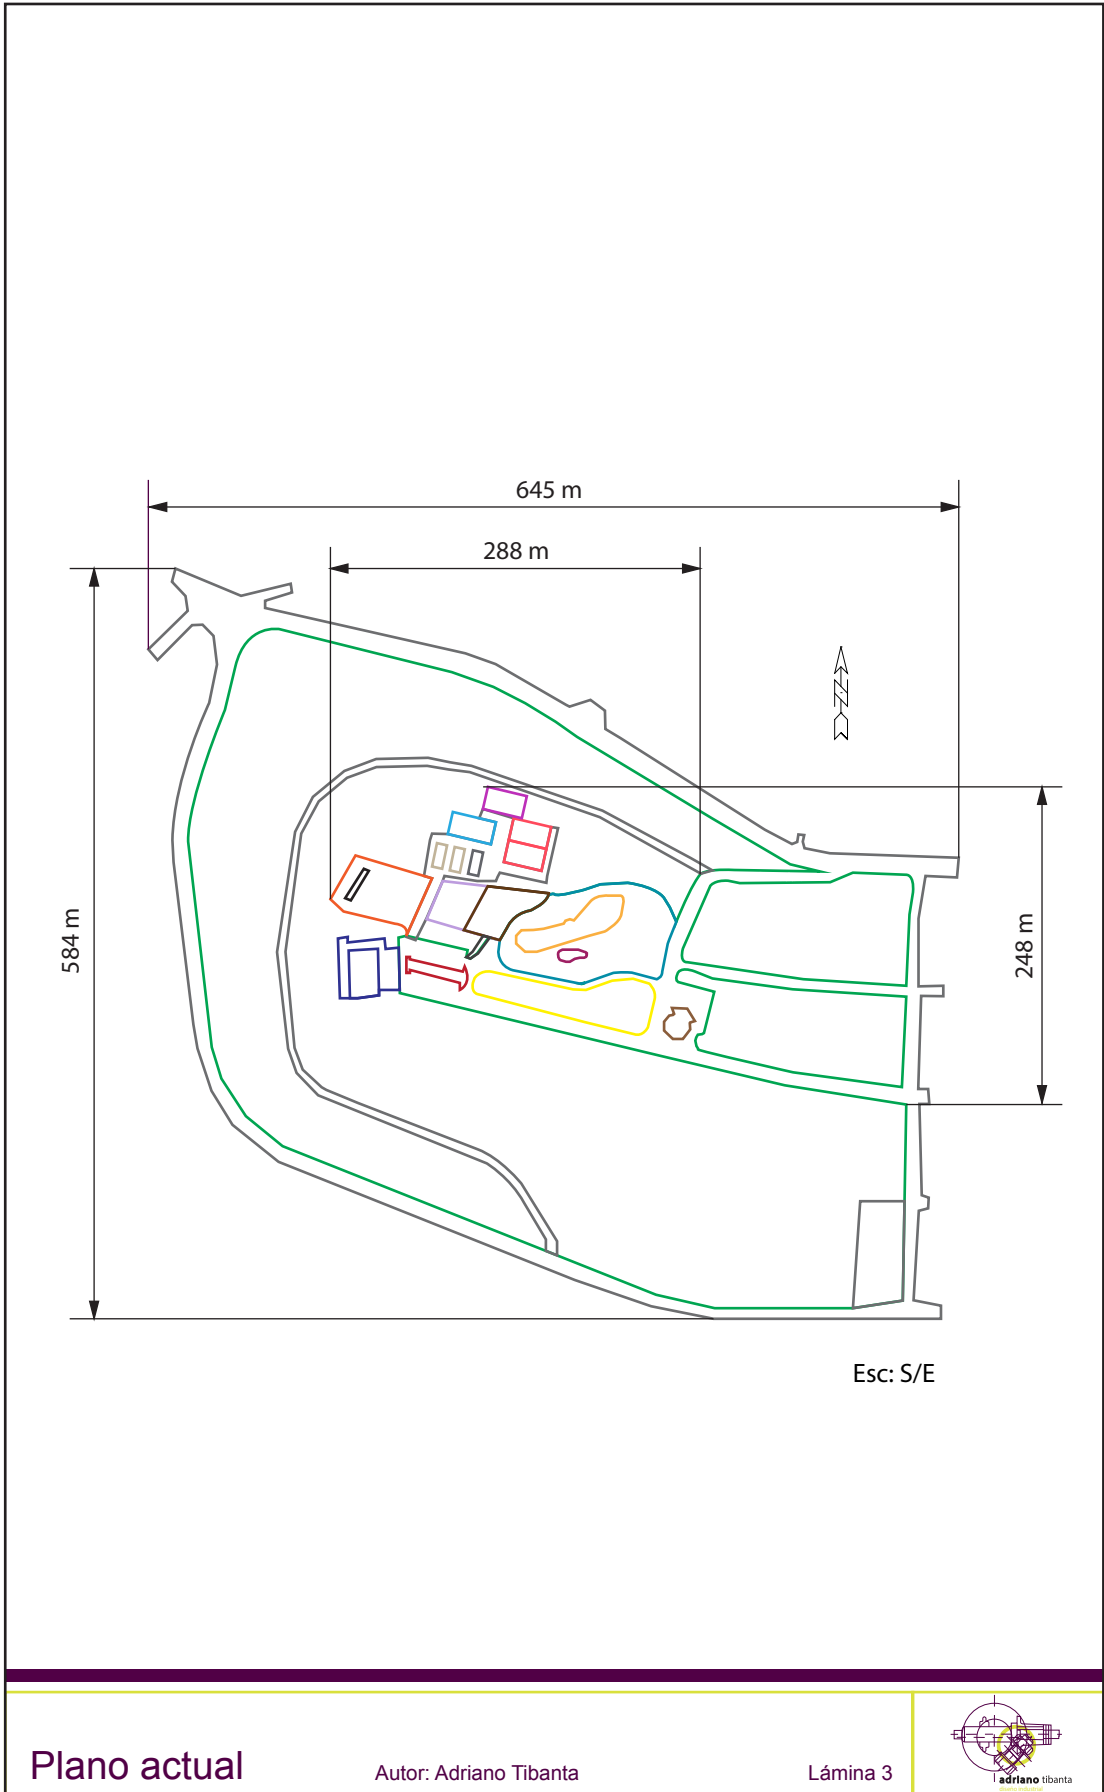 645 m
288 m
584 m
248 m
N
Esc: S/E
Plano actual
Autor: Adriano Tibanta
Lámina 3
adriano tibanta